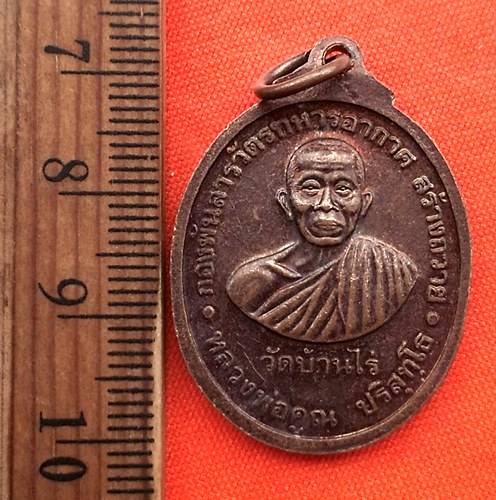 7
8
9
10
• กองพันสารวัตรทหารอากาศ สร้างถวาย •
วัดบ้านไร่
หลวงพ่อคูณ ปริสุทฺโธ